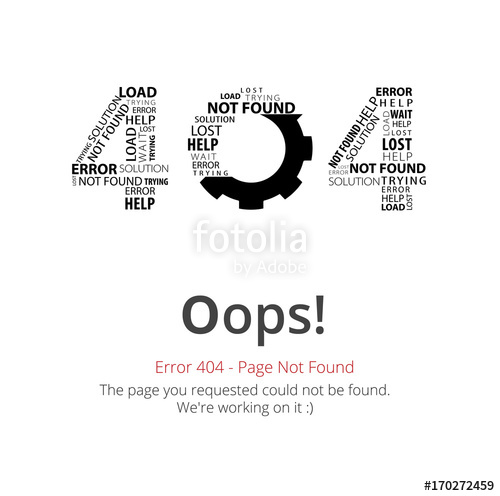 LOAD
TRYING
ERROR
HELP
LOST
SOLUTION
NOT FOUND
TRYING
LOAD
WAIT
TRYING
ERROR SOLUTION
LOST NOT FOUND TRYING
ERROR
HELP
LOST
LOAD TRYING
NOT FOUND
SOLUTION
LOST
HELP
WAIT
ERROR
TRYING
ERROR
HELP
WAIT
HELP
LOST
HELP
NOT FOUND
SOLUTION
LOST
ERROR NOT FOUND
SOLUTION TRYING
ERROR
HELP
LOAD
LOST
fotolia
by Adobe
Oops!
Error 404 - Page Not Found
The page you requested could not be found.
We're working on it :)
#170272459